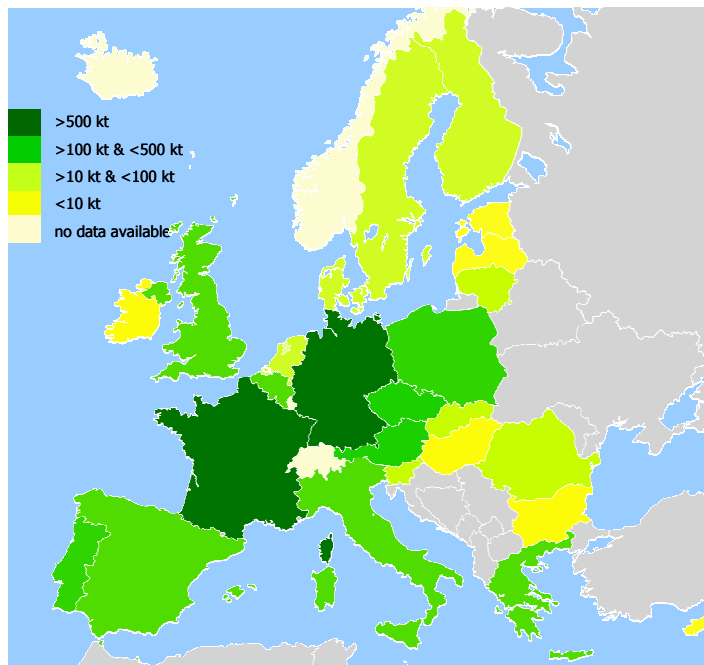 >500 kt
>100 kt & <500 kt
>10 kt & <100 kt
<10 kt
no data available